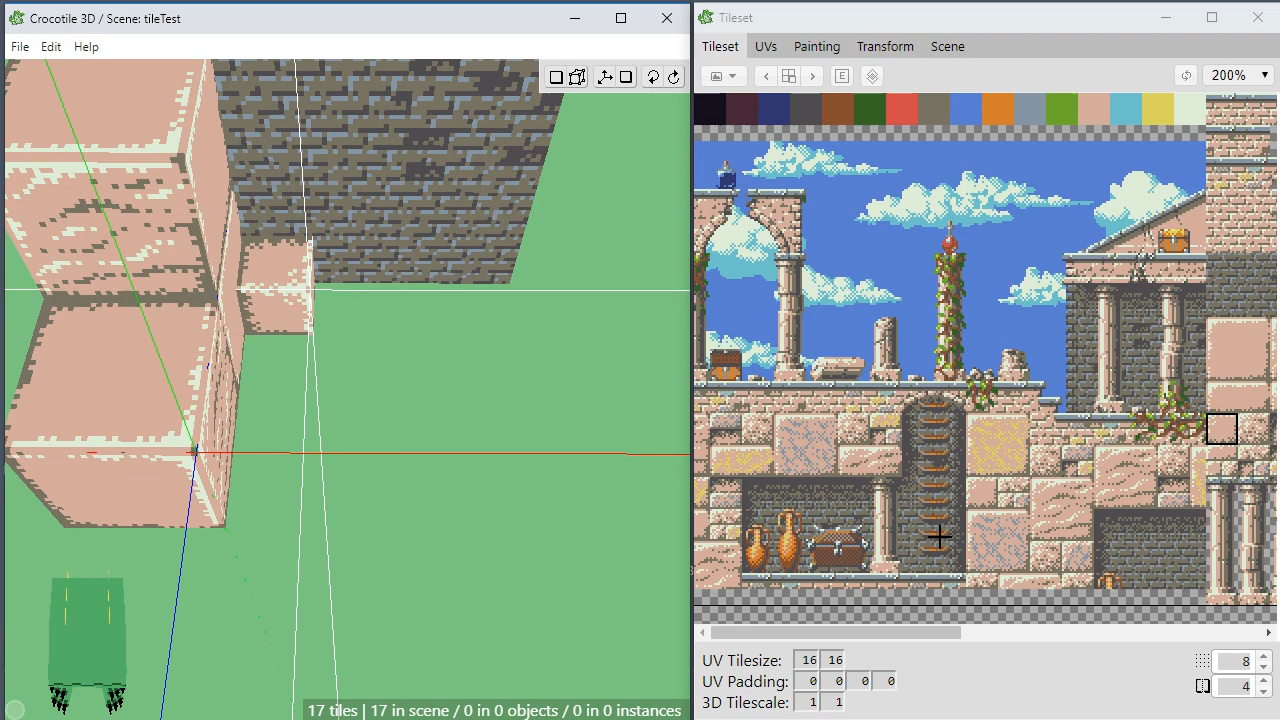 Crocotile 3D / Scene: tileTest
File Edit Help
17 tiles | 17 in scene / 0 in 0 objects / 0 in 0 instances
Tileset
Tileset UVs Painting Transform Scene
E 200%
UV Tilesize: 16 16
UV Padding: 0 0 0 0
3D Tilescale: 1 1
8
4